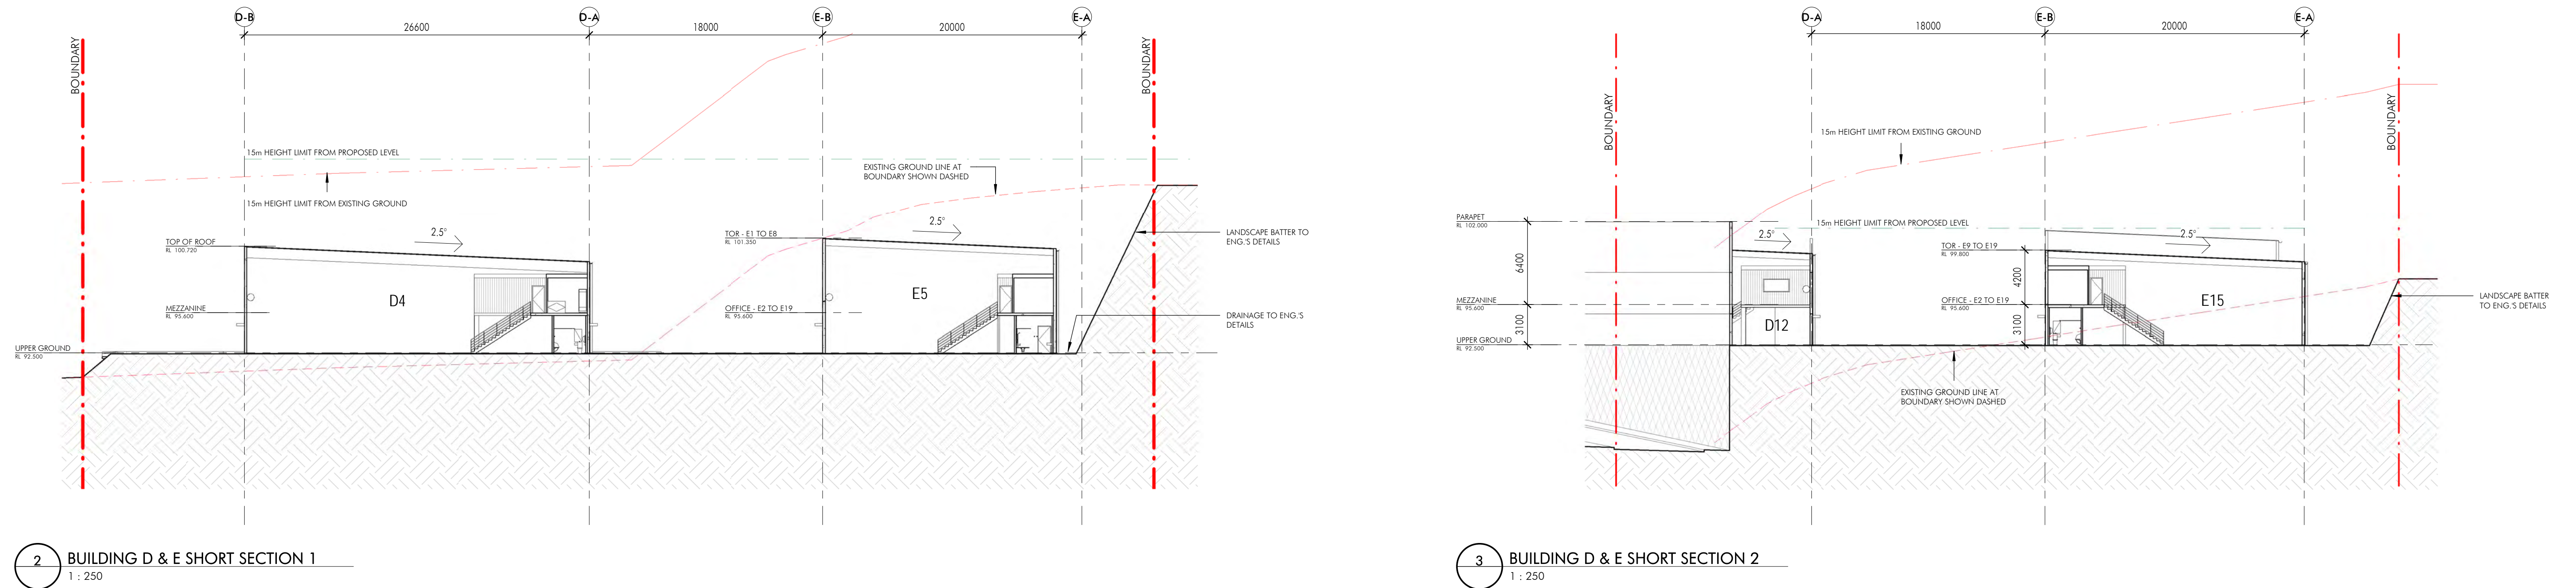 D-B
D-A
E-B
E-A
26600
18000
20000
BOUNDARY
BOUNDARY
15m HEIGHT LIMIT FROM PROPOSED LEVEL
15m HEIGHT LIMIT FROM EXISTING GROUND
EXISTING GROUND LINE AT
BOUNDARY SHOWN DASHED
2.5°
2.5°
TOP OF ROOF
RL 100.720
TOR - E1 TO E8
RL 101.350
LANDSCAPE BATTER TO
ENG.'S DETAILS
D4
E5
MEZZANINE
RL 95.600
OFFICE - E2 TO E19
RL 95.600
DRAINAGE TO ENG.'S
DETAILS
UPPER GROUND
RL 92.500
2
BUILDING D & E SHORT SECTION 1
1 : 250
D-A
E-B
E-A
18000
20000
BOUNDARY
BOUNDARY
15m HEIGHT LIMIT FROM EXISTING GROUND
PARAPET
RL 102.000
15m HEIGHT LIMIT FROM PROPOSED LEVEL
2.5°
2.5°
TOR - E9 TO E19
RL 99.800
6400
4200
MEZZANINE
RL 95.600
OFFICE - E2 TO E19
RL 95.600
E15
LANDSCAPE BATTER
TO ENG.'S DETAILS
D12
3100
3100
UPPER GROUND
RL 92.500
EXISTING GROUND LINE AT
BOUNDARY SHOWN DASHED
3
BUILDING D & E SHORT SECTION 2
1 : 250